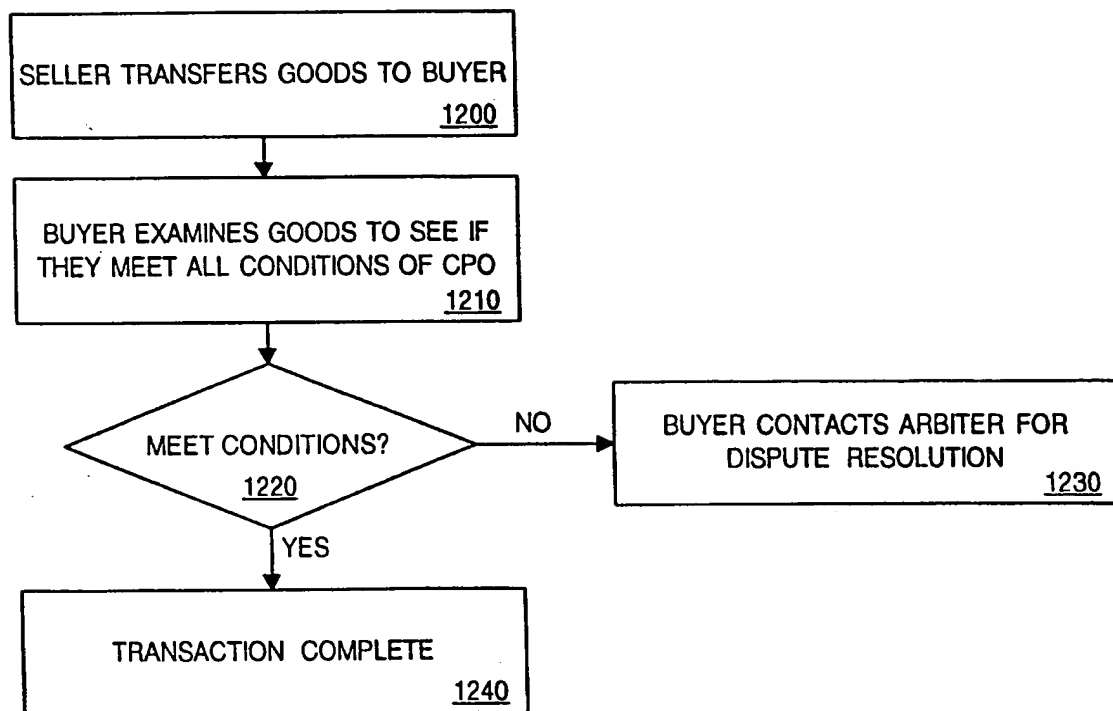 SELLER TRANSFERS GOODS TO BUYER
1200
BUYER EXAMINES GOODS TO SEE IF
THEY MEET ALL CONDITIONS OF CPO
1210
MEET CONDITIONS?
1220
NO
BUYER CONTACTS ARBITER FOR
DISPUTE RESOLUTION
1230
YES
TRANSACTION COMPLETE
1240